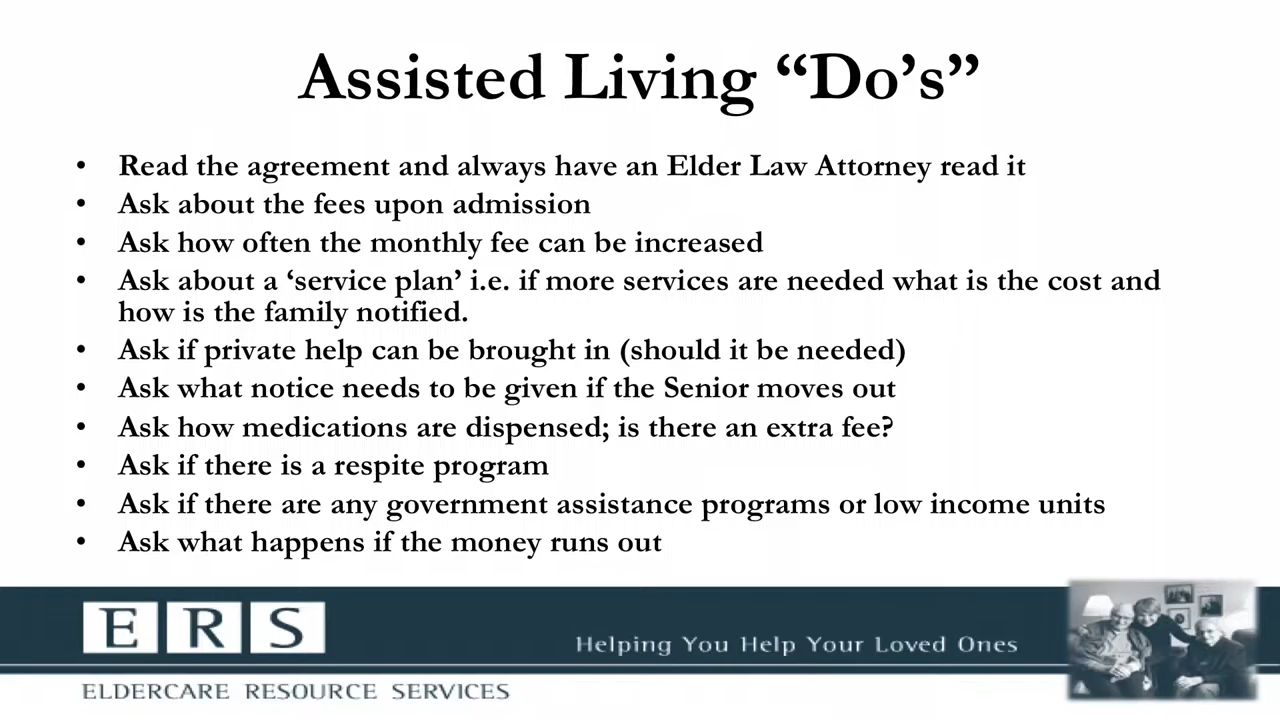 Assisted Living “Do’s”
• Read the agreement and always have an Elder Law Attorney read it
• Ask about the fees upon admission
• Ask how often the monthly fee can be increased
• Ask about a ‘service plan’ i.e. if more services are needed what is the cost and
how is the family notified.
• Ask if private help can be brought in (should it be needed)
• Ask what notice needs to be given if the Senior moves out
• Ask how medications are dispensed; is there an extra fee?
• Ask if there is a respite program
• Ask if there are any government assistance programs or low income units
• Ask what happens if the money runs out
ERS
Helping You Help Your Loved Ones
ELDERCARE RESOURCE SERVICES